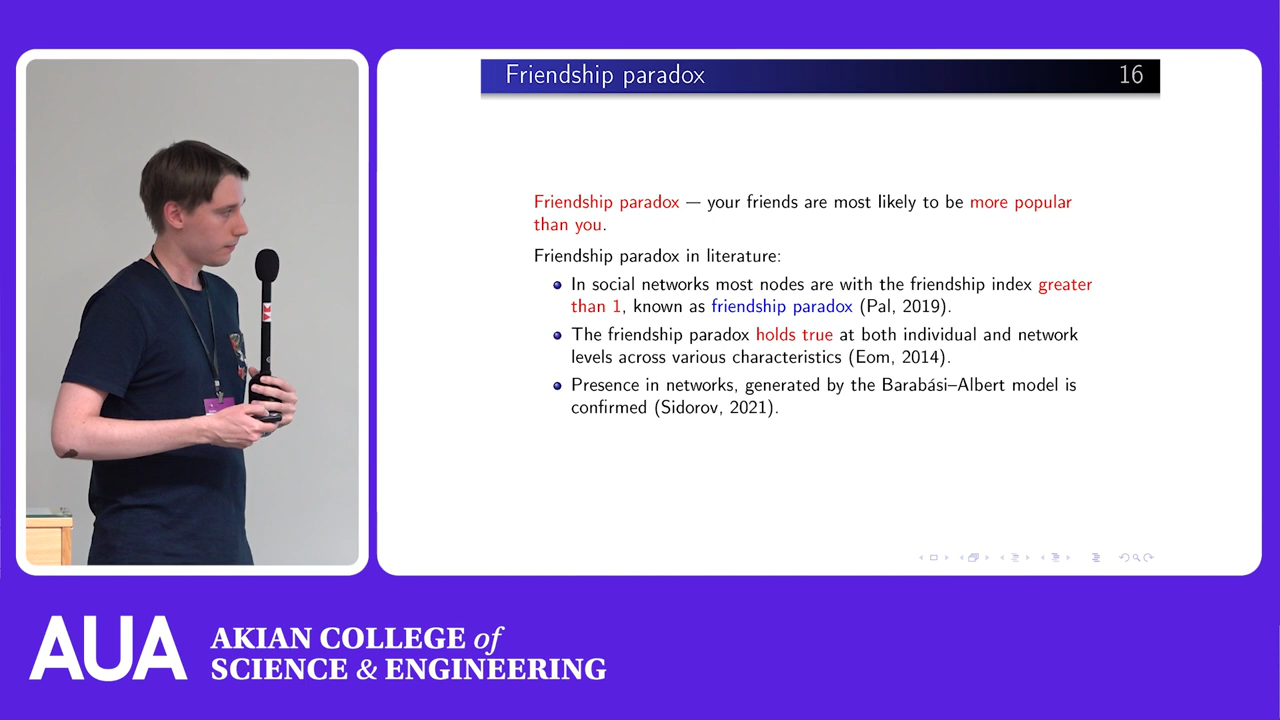 Friendship paradox 16
Friendship paradox — your friends are most likely to be more popular
than you.
Friendship paradox in literature:
In social networks most nodes are with the friendship index greater
than 1, known as friendship paradox (Pal, 2019).
The friendship paradox holds true at both individual and network
levels across various characteristics (Eom, 2014).
Presence in networks, generated by the Barabási–Albert model is
confirmed (Sidorov, 2021).
AUA
AKIAN COLLEGE of
SCIENCE & ENGINEERING